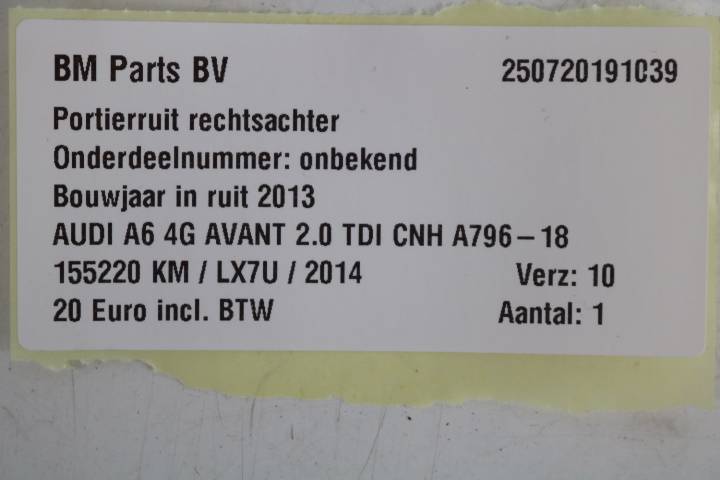 BM Parts BV 250720191039
Portierruit rechtsachter
Onderdeelnummer: onbekend
Bouwjaar in ruit 2013
AUDI A6 4G AVANT 2.0 TDI CNH A796-18
155220 KM / LX7U / 2014 Verz: 10
20 Euro incl. BTW Aantal: 1